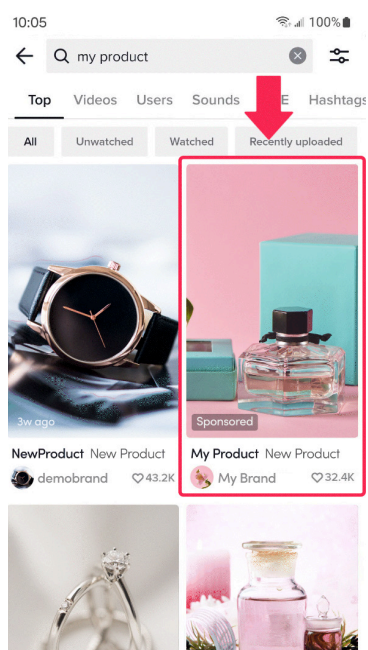 10:05 100%
my product
Top Videos Users Sounds E Hashtags
All Unwatched Watched Recently uploaded
3w ago
Sponsored
NewProduct New Product
My Product New Product
demobrand 43.2K
My Brand 32.4K